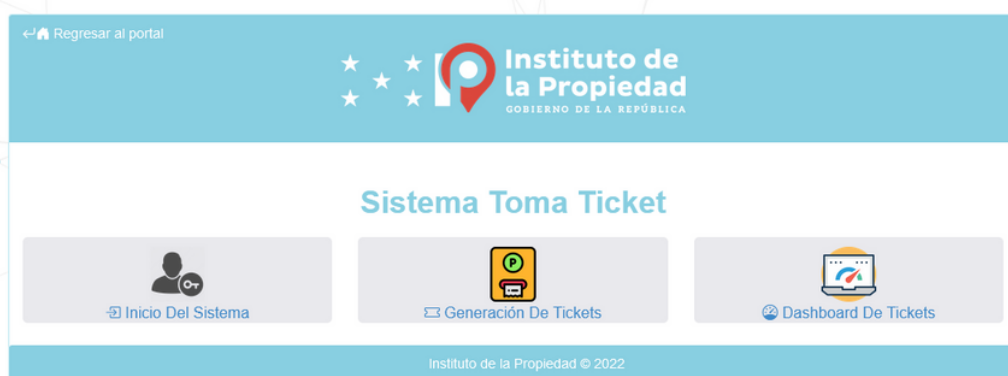 Regresar al portal
Instituto de
la Propiedad
GOBIERNO DE LA REPÚBLICA
Sistema Toma Ticket
P
Inicio Del Sistema
Generación De Tickets
Dashboard De Tickets
Instituto de la Propiedad © 2022